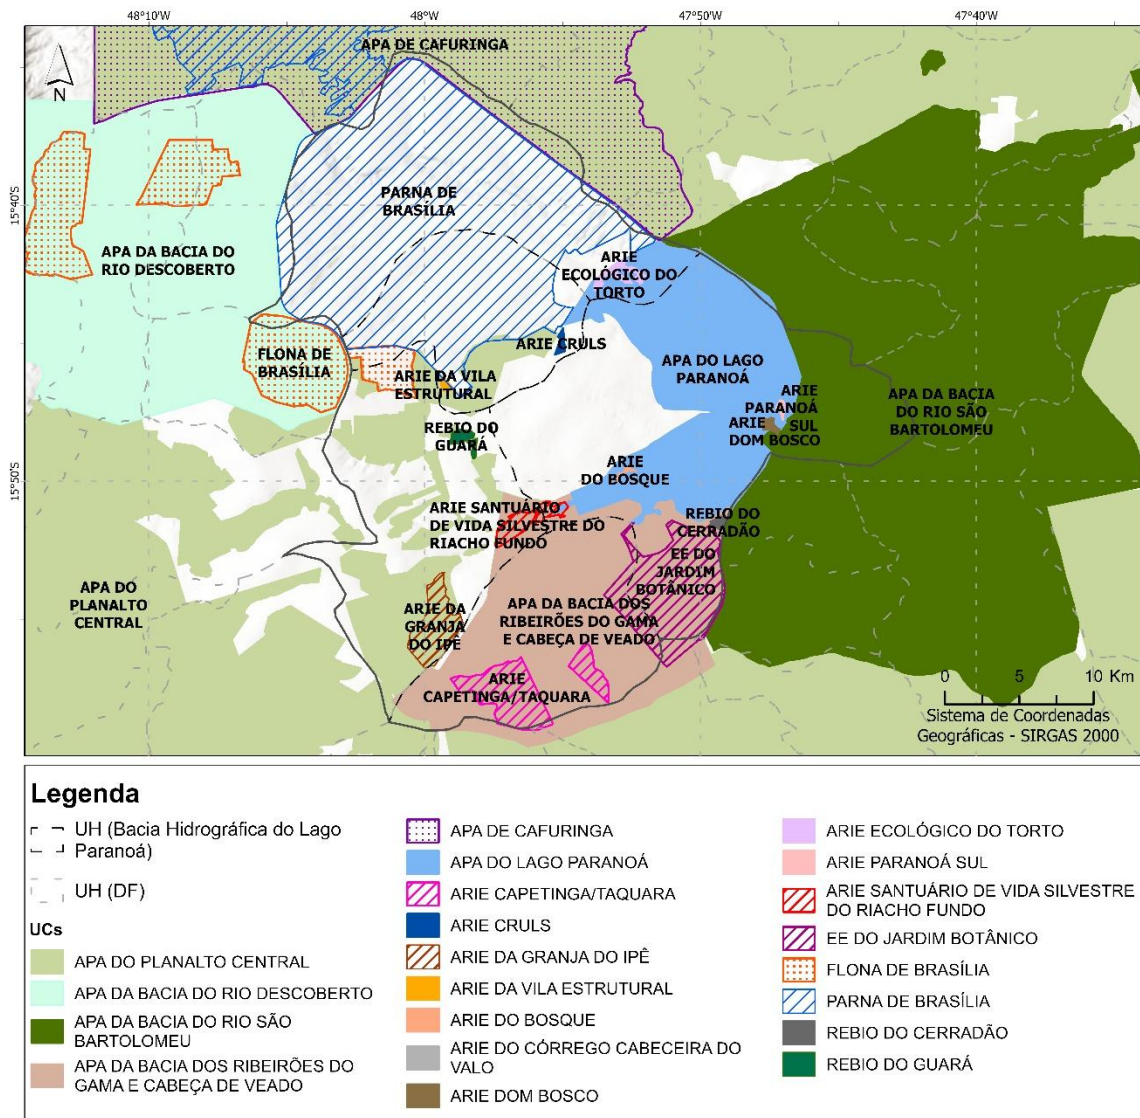 48°10'W
48°W
47°50'W
47°40'W
APA DE CAFURINGA
N
PARNA DE
BRASÍLIA
15°40'S
APA DA BACIA DO
RIO DESCOBERTO
ARIE
ECOLÓGICO DO
TORTO
ARIE CRULS
FLONA DE
BRASÍLIA
APA DO LAGO
PARANOÁ
ARIE DA VILA
ESTRUTURAL
ARIE
PARANOÁ
SUL
ARIE
DOM BOSCO
APA DA BACIA
DO RIO SÃO
BARTOLOMEU
REBIO DO
GUARÁ
ARIE
DO BOSQUE
15°50'S
ARIE SANTUÁRIO
DE VIDA SILVESTRE DO
RIACHO FUNDO
REBIO DO
CERRADÃO
EE DO
JARDIM
BOTÂNICO
APA DO
PLANALTO
CENTRAL
ARIE DA
GRANJA
DO IPÊ
APA DA BACIA DOS
RIBEIRÕES DO GAMA
E CABEÇA DE VEADO
ARIE
CAPETINGA/TAQUARA
0 5 10 Km
Sistema de Coordenadas
Geográficas - SIRGAS 2000
Legenda
UH (Bacia Hidrográfica do Lago
Paranoá)
UH (DF)
UCs
APA DO PLANALTO CENTRAL
APA DA BACIA DO RIO DESCOBERTO
APA DA BACIA DO RIO SÃO
BARTOLOMEU
APA DA BACIA DOS RIBEIRÕES DO
GAMA E CABEÇA DE VEADO
APA DE CAFURINGA
APA DO LAGO PARANOÁ
ARIE CAPETINGA/TAQUARA
ARIE CRULS
ARIE DA GRANJA DO IPÊ
ARIE DA VILA ESTRUTURAL
ARIE DO BOSQUE
ARIE DO CÓRREGO CABECEIRA DO
VALO
ARIE DOM BOSCO
ARIE ECOLÓGICO DO TORTO
ARIE PARANOÁ SUL
ARIE SANTUÁRIO DE VIDA SILVESTRE
DO RIACHO FUNDO
EE DO JARDIM BOTÂNICO
FLONA DE BRASÍLIA
PARNA DE BRASÍLIA
REBIO DO CERRADÃO
REBIO DO GUARÁ